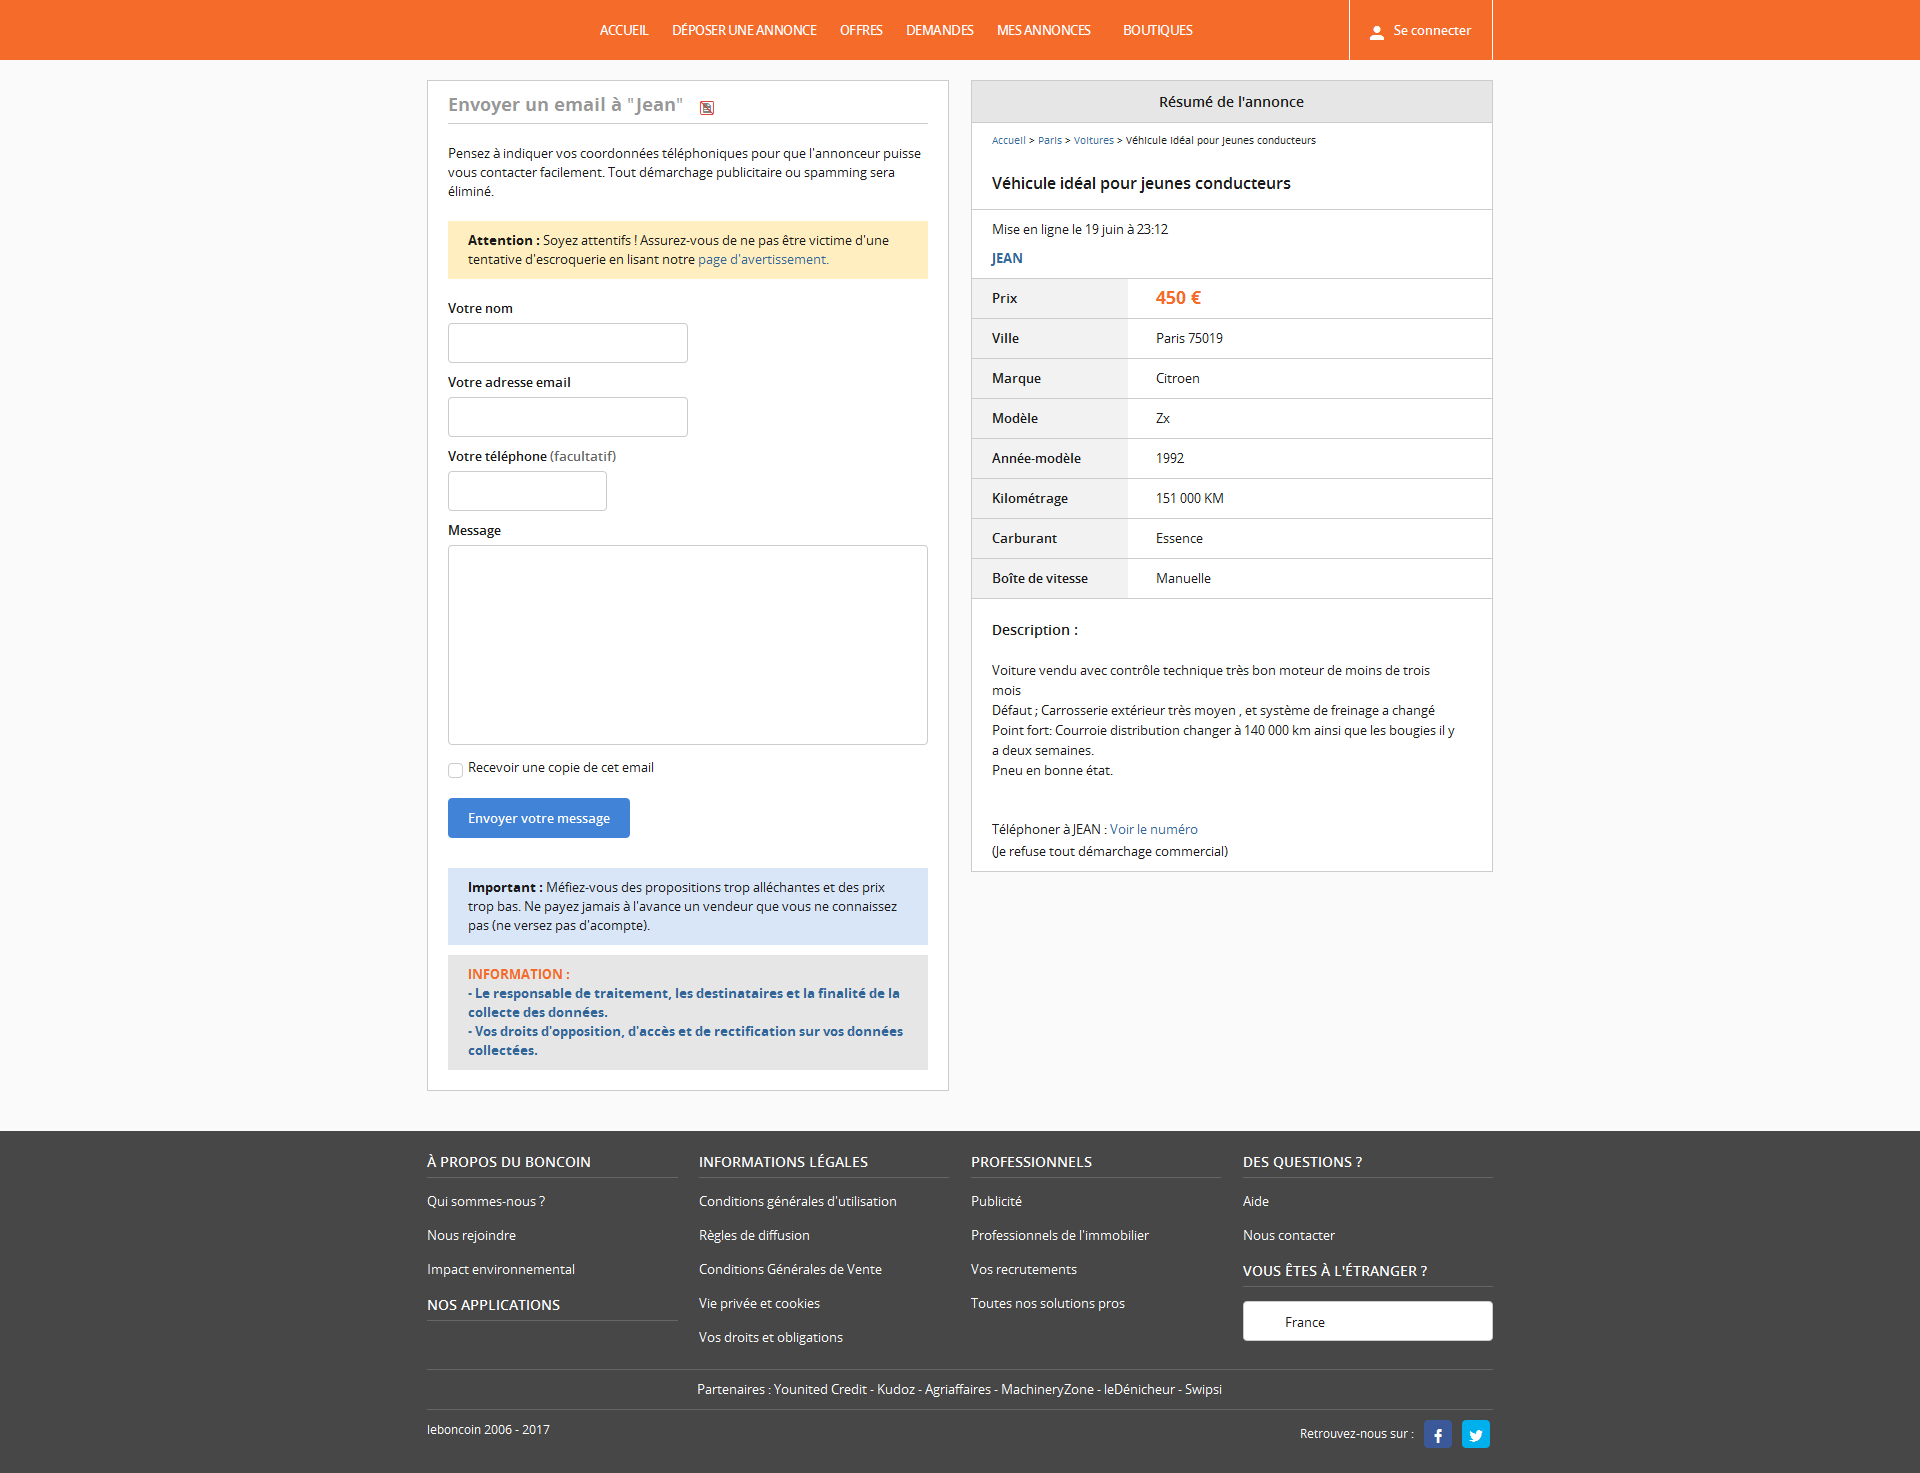 ACCUEIL DÉPOSER UNE ANNONCE OFFRES DEMANDES MES ANNONCES BOUTIQUES Se connecter
Envoyer un email à "Jean"
Pensez à indiquer vos coordonnées téléphoniques pour que l'annonceur puisse
vous contacter facilement. Tout démarchage publicitaire ou spamming sera
éliminé.
Attention : Soyez attentifs ! Assurez-vous de ne pas être victime d'une
tentative d'escroquerie en lisant notre page d'avertissement.
Votre nom
Votre adresse email
Votre téléphone (facultatif)
Message
Recevoir une copie de cet email
Envoyer votre message
Important : Méfiez-vous des propositions trop alléchantes et des prix
trop bas. Ne payez jamais à l'avance un vendeur que vous ne connaissez
pas (ne versez pas d'acompte).
INFORMATION :
- Le responsable de traitement, les destinataires et la finalité de la
collecte des données.
- Vos droits d'opposition, d'accès et de rectification sur vos données
collectées.
Résumé de l'annonce
Accueil > Paris > Voitures > Véhicule idéal pour jeunes conducteurs
Véhicule idéal pour jeunes conducteurs
Mise en ligne le 19 juin à 23:12
JEAN
Prix 450 €
Ville Paris 75019
Marque Citroen
Modèle Zx
Année-modèle 1992
Kilométrage 151 000 KM
Carburant Essence
Boîte de vitesse Manuelle
Description :
Voiture vendu avec contrôle technique très bon moteur de moins de trois
mois
Défaut ; Carrosserie extérieur très moyen , et système de freinage a changé
Point fort: Courroie distribution changer à 140 000 km ainsi que les bougies il y
a deux semaines.
Pneu en bonne état.
Téléphoner à JEAN : Voir le numéro
(Je refuse tout démarchage commercial)
À PROPOS DU BONCOIN
Qui sommes-nous ?
Nous rejoindre
Impact environnemental
NOS APPLICATIONS
INFORMATIONS LÉGALES
Conditions générales d'utilisation
Règles de diffusion
Conditions Générales de Vente
Vie privée et cookies
Vos droits et obligations
PROFESSIONNELS
Publicité
Professionnels de l'immobilier
Vos recrutements
Toutes nos solutions pros
DES QUESTIONS ?
Aide
Nous contacter
VOUS ÊTES À L'ÉTRANGER ?
France
Partenaires : Younited Credit - Kudoz - Agriaffaires - MachineryZone - leDénicheur - Swipsi
leboncoin 2006 - 2017
Retrouvez-nous sur :